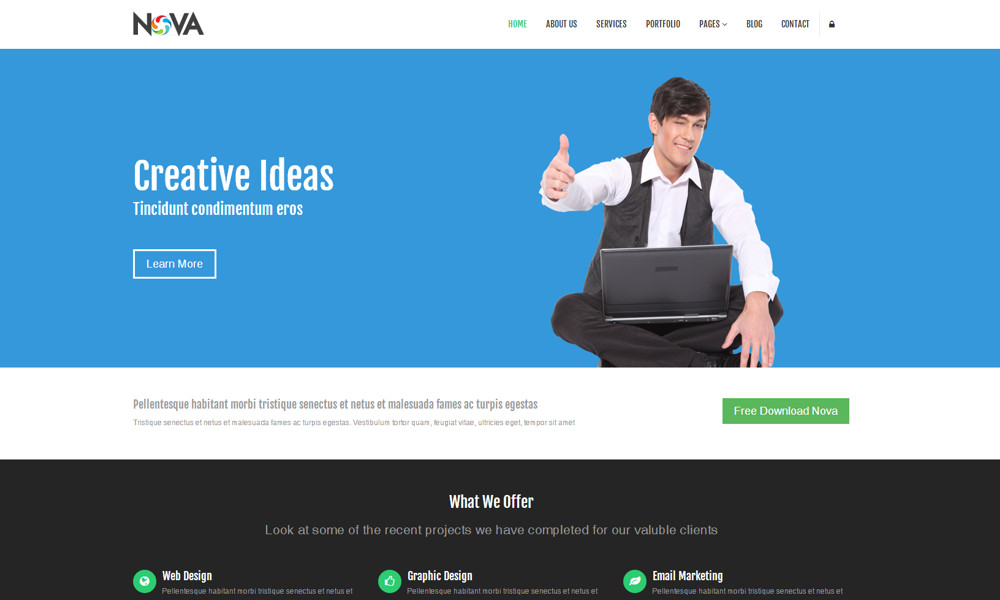 NOVA
HOME ABOUT US SERVICES PORTFOLIO PAGES BLOG CONTACT
Creative Ideas
Tincidunt condimentum eros
Learn More
Pellentesque habitant morbi tristique senectus et netus et malesuada fames ac turpis egestas
Tristique senectus et netus et malesuada fames ac turpis egestas. Vestibulum tortor quam, feugiat vitae, ultricies eget, tempor sit amet
Free Download Nova
What We Offer
Look at some of the recent projects we have completed for our valuble clients
Web Design
Pellentesque habitant morbi tristique senectus et netus et
Graphic Design
Pellentesque habitant morbi tristique senectus et netus et
Email Marketing
Pellentesque habitant morbi tristique senectus et netus et